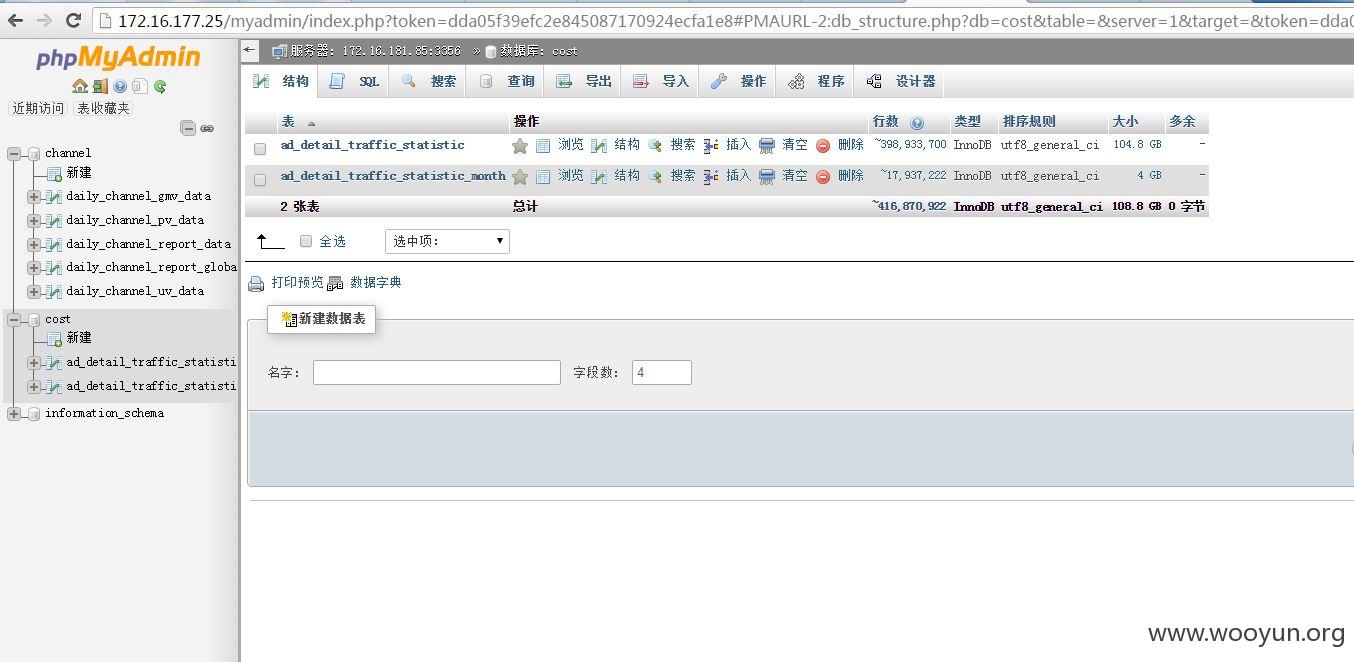 172.16.177.25/myadmin/index.php?token=dda05f39efc2e845087170924ecfa1e8#PMAURL-2:db_structure.php?db=cost&table=&server=1&target=&token=dda0
phpMyAdmin
近期访问 表收藏夹
channel
新建
daily_channel_gmv_data
daily_channel_pv_data
daily_channel_report_data
daily_channel_report_globa
daily_channel_uv_data
cost
新建
ad_detail_traffic_statisti
ad_detail_traffic_statisti
information_schema
服务器: 172.16.181.85:3356 » 数据库: cost
结构 SQL 搜索 查询 导出 导入 操作 程序 设计器
表 操作 行数 类型 排序规则 大小 多余
ad_detail_traffic_statistic 浏览 结构 搜索 插入 清空 删除 ~398,933,700 InnoDB utf8_general_ci 104.8 GB -
ad_detail_traffic_statistic_month 浏览 结构 搜索 插入 清空 删除 ~17,937,222 InnoDB utf8_general_ci 4 GB -
2 张表 总计 ~416,870,922 InnoDB utf8_general_ci 108.8 GB 0 字节
全选 选中项:
打印预览 数据字典
新建数据表
名字: 字段数: 4
www.wooyun.org